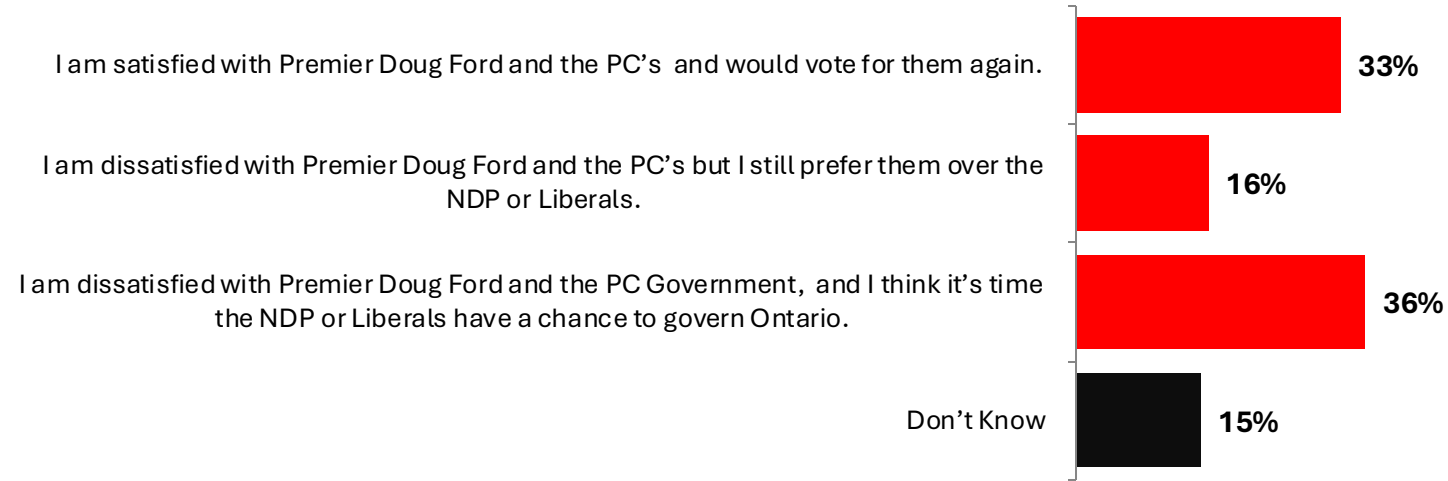 I am satisfied with Premier Doug Ford and the PC’s and would vote for them again.
33%
I am dissatisfied with Premier Doug Ford and the PC’s but I still prefer them over the
NDP or Liberals.
16%
I am dissatisfied with Premier Doug Ford and the PC Government, and I think it’s time
the NDP or Liberals have a chance to govern Ontario.
36%
Don’t Know
15%